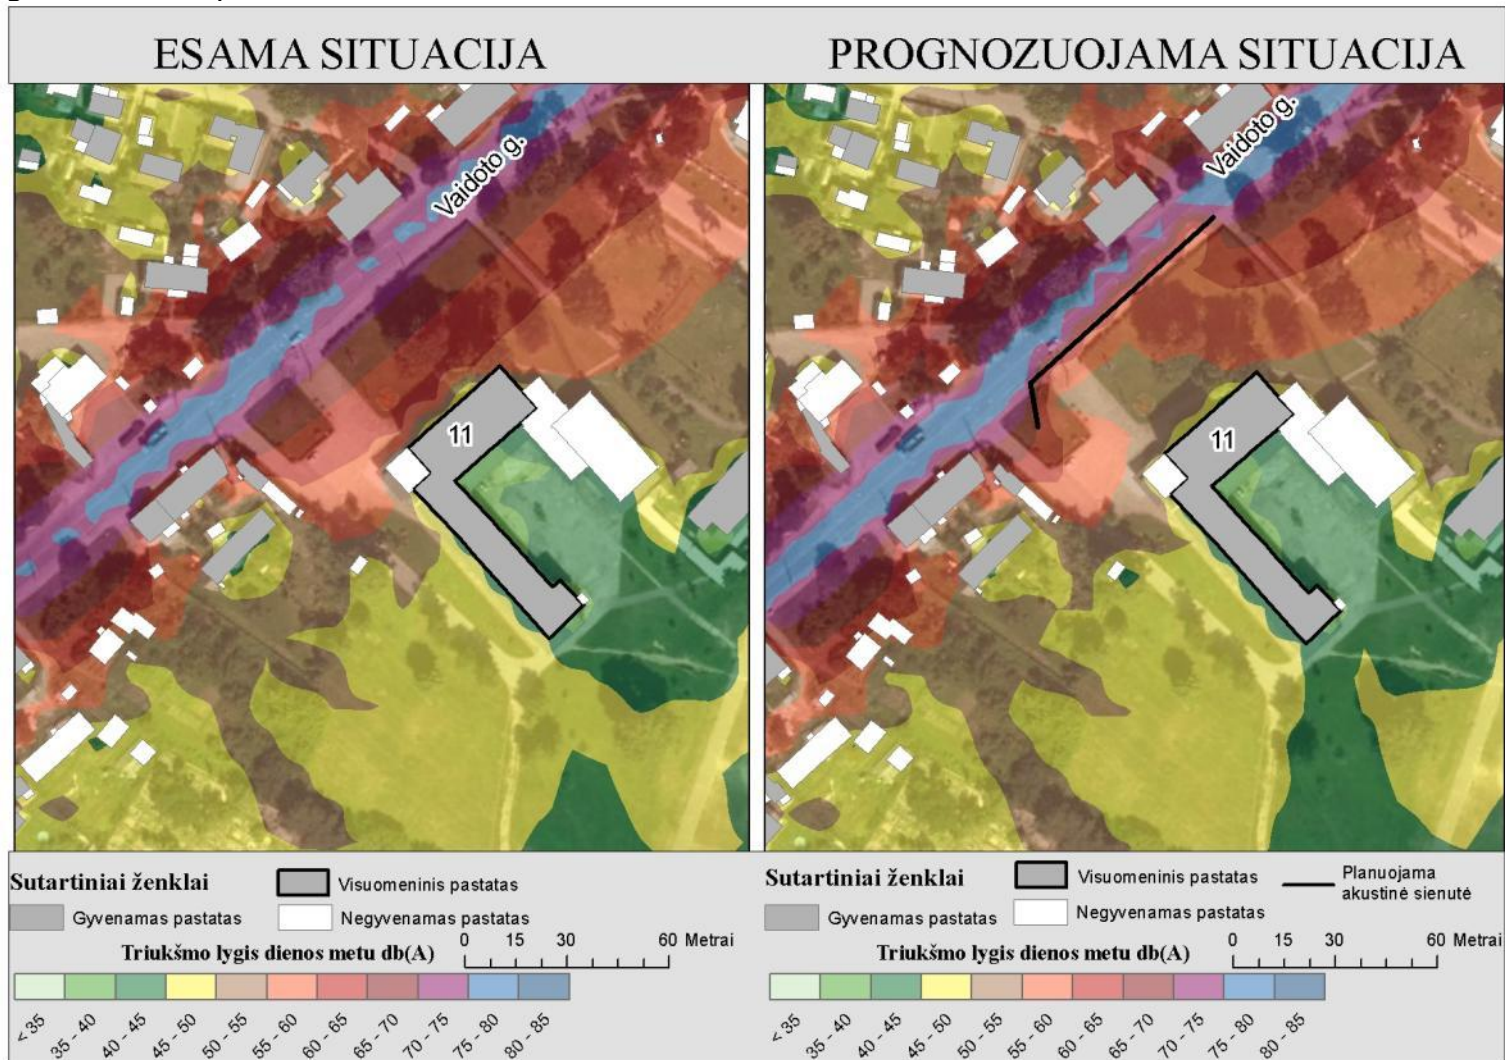 ESAMA SITUACIJA
PROGNOZUOJAMA SITUACIJA
Vaidoto g.
11
Vaidoto g.
11
Sutartiniai ženklai
Visuomeninis pastatas
Gyvenamas pastatas
Negyvenamas pastatas
Triukšmo lygis dienos metu db(A)
0 15 30 60 Metrai
< 35 35 - 40 40 - 45 45 - 50 50 - 55 55 - 60 60 - 65 65 - 70 70 - 75 75 - 80 80 - 85
Sutartiniai ženklai
Visuomeninis pastatas
Planuojama
akustinė sienutė
Gyvenamas pastatas
Negyvenamas pastatas
Triukšmo lygis dienos metu db(A)
0 15 30 60 Metrai
< 35 35 - 40 40 - 45 45 - 50 50 - 55 55 - 60 60 - 65 65 - 70 70 - 75 75 - 80 80 - 85